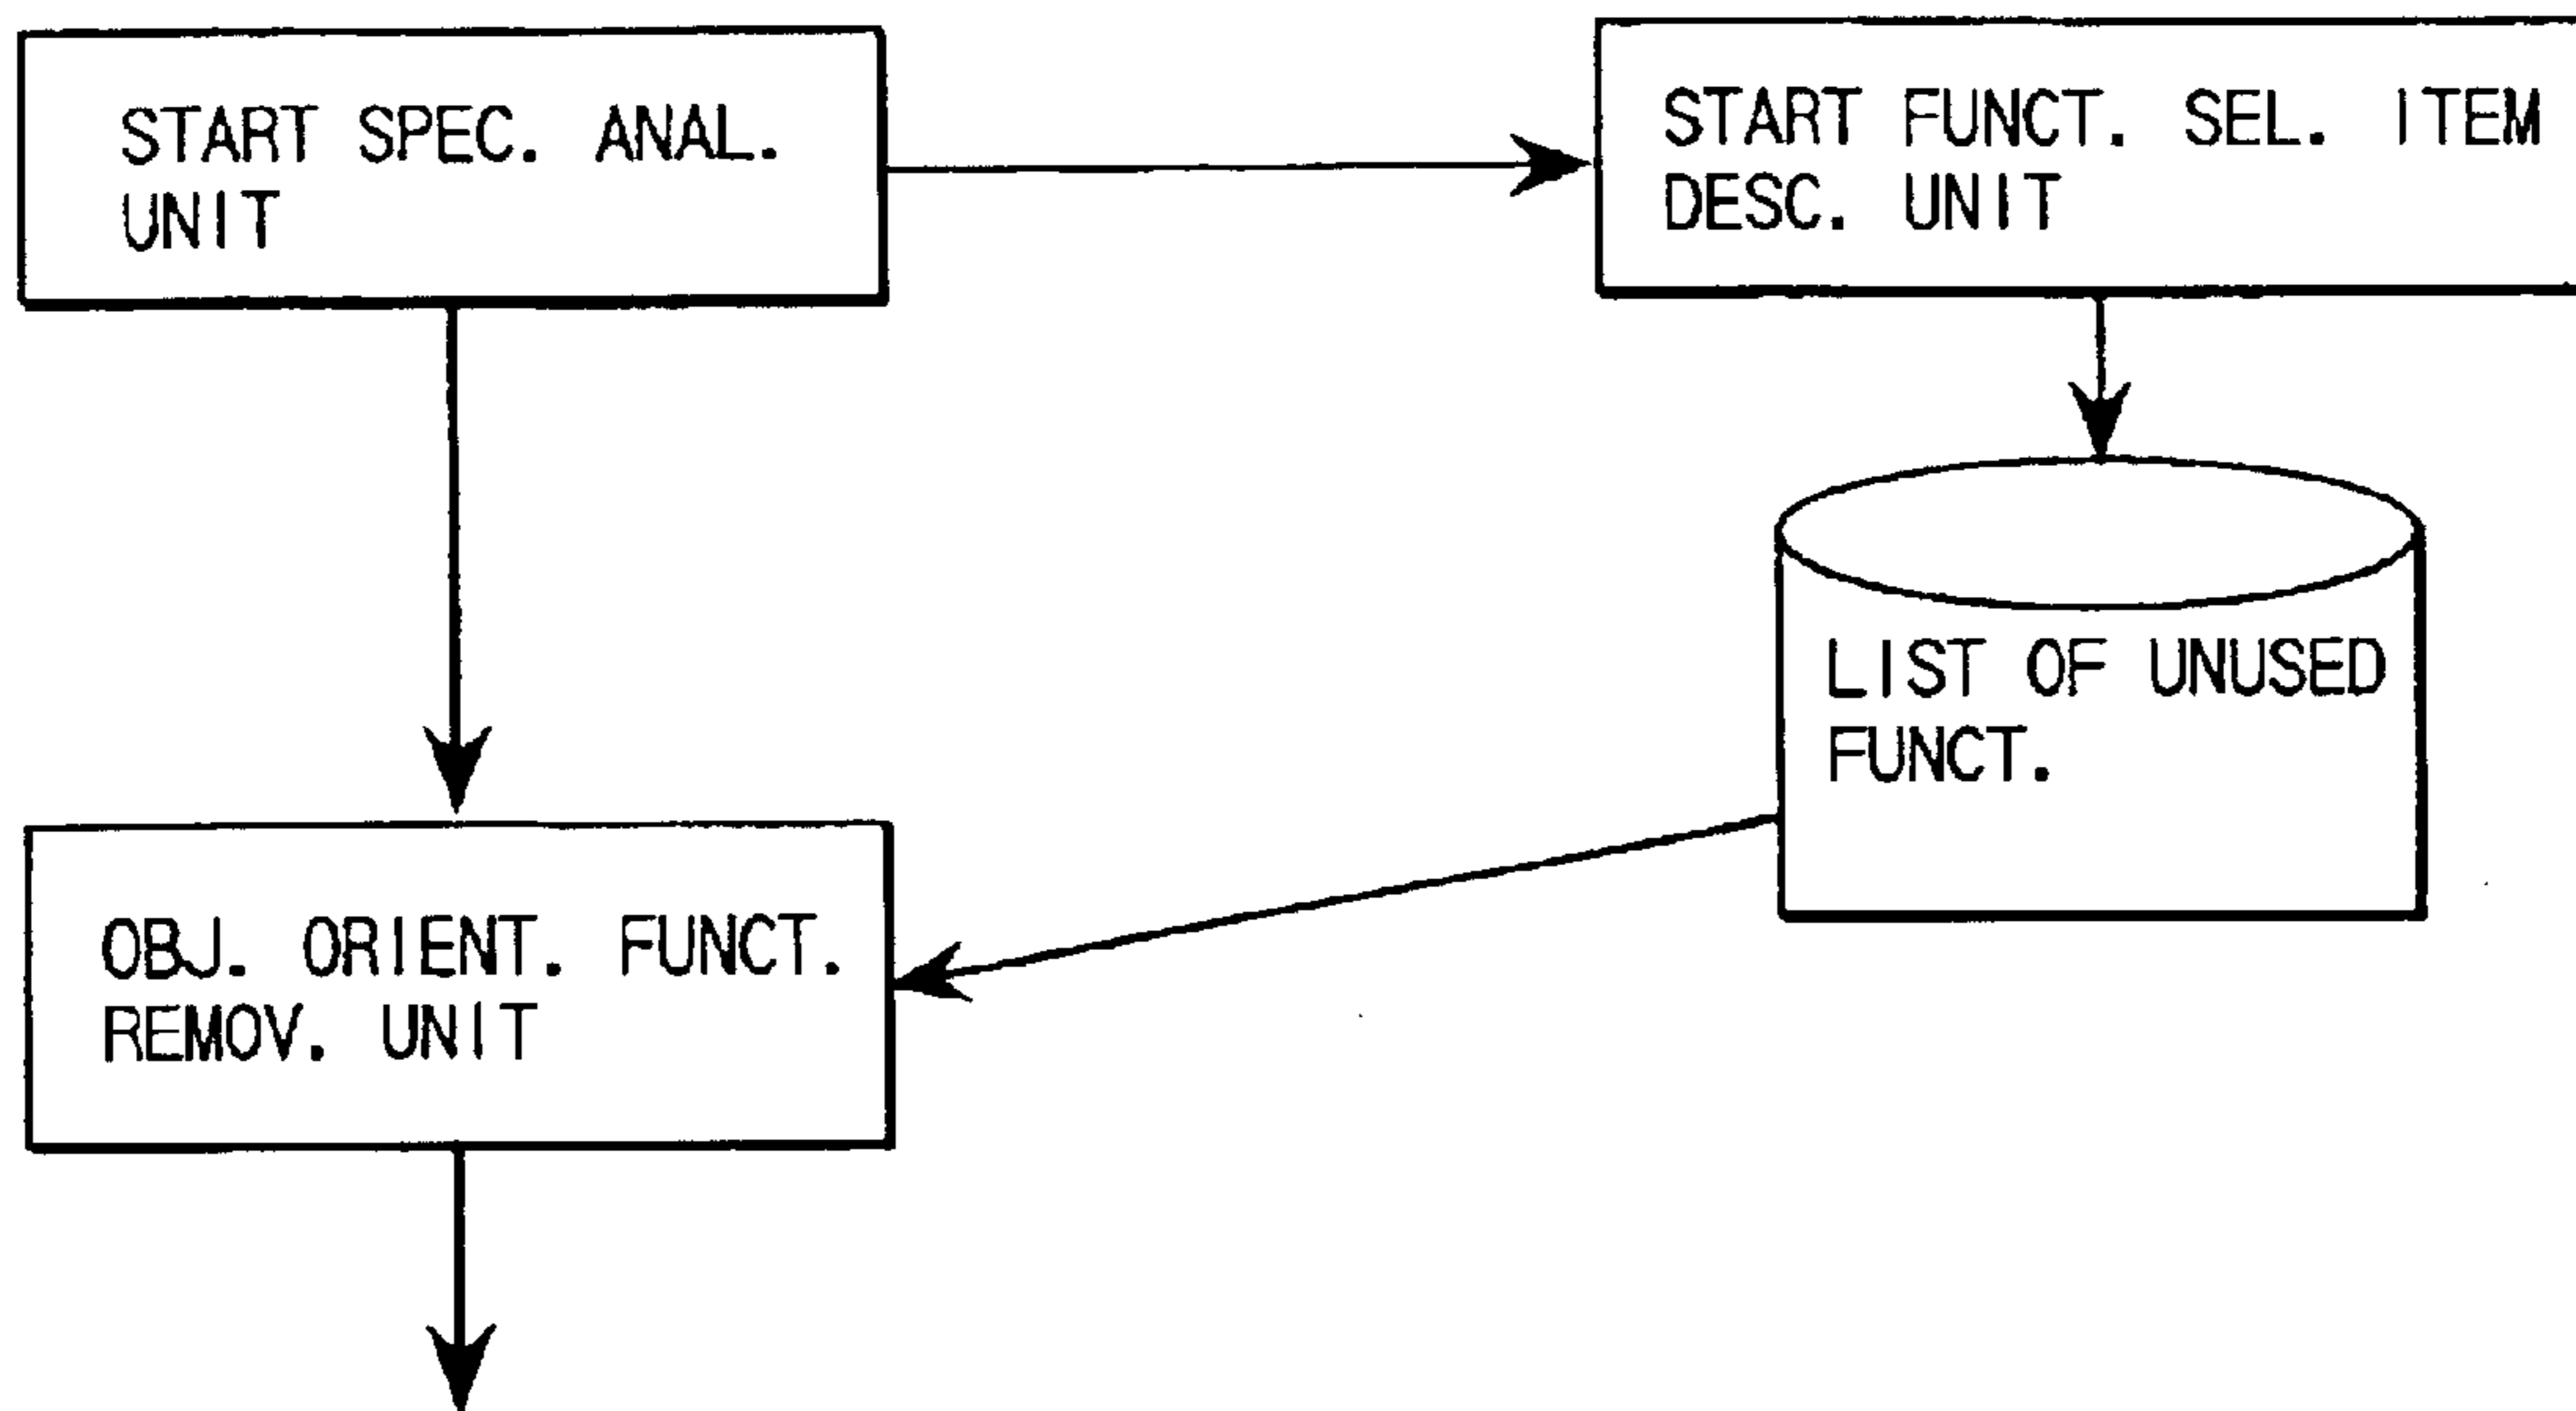 START SPEC. ANAL.
UNIT
START FUNCT. SEL. ITEM
DESC. UNIT
LIST OF UNUSED
FUNCT.
OBJ. ORIENT. FUNCT.
REMOV. UNIT